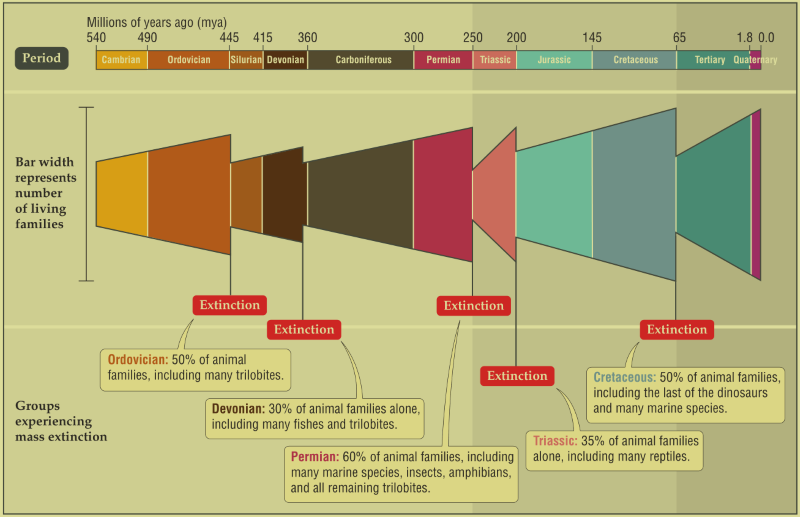 Millions of years ago (mya)
540 490 445 415 360 300 250 200 145 65 1.8 0.0
Period
Cambrian Ordovician Silurian Devonian Carboniferous Permian Triassic Jurassic Cretaceous Tertiary Quaternary
Bar width
represents
number
of living
families
Extinction
Extinction
Extinction
Extinction
Extinction
Groups
experiencing
mass extinction
Ordovician: 50% of animal
families, including many trilobites.
Devonian: 30% of animal families alone,
including many fishes and trilobites.
Permian: 60% of animal families, including
many marine species, insects, amphibians,
and all remaining trilobites.
Triassic: 35% of animal families
alone, including many reptiles.
Cretaceous: 50% of animal families,
including the last of the dinosaurs
and many marine species.